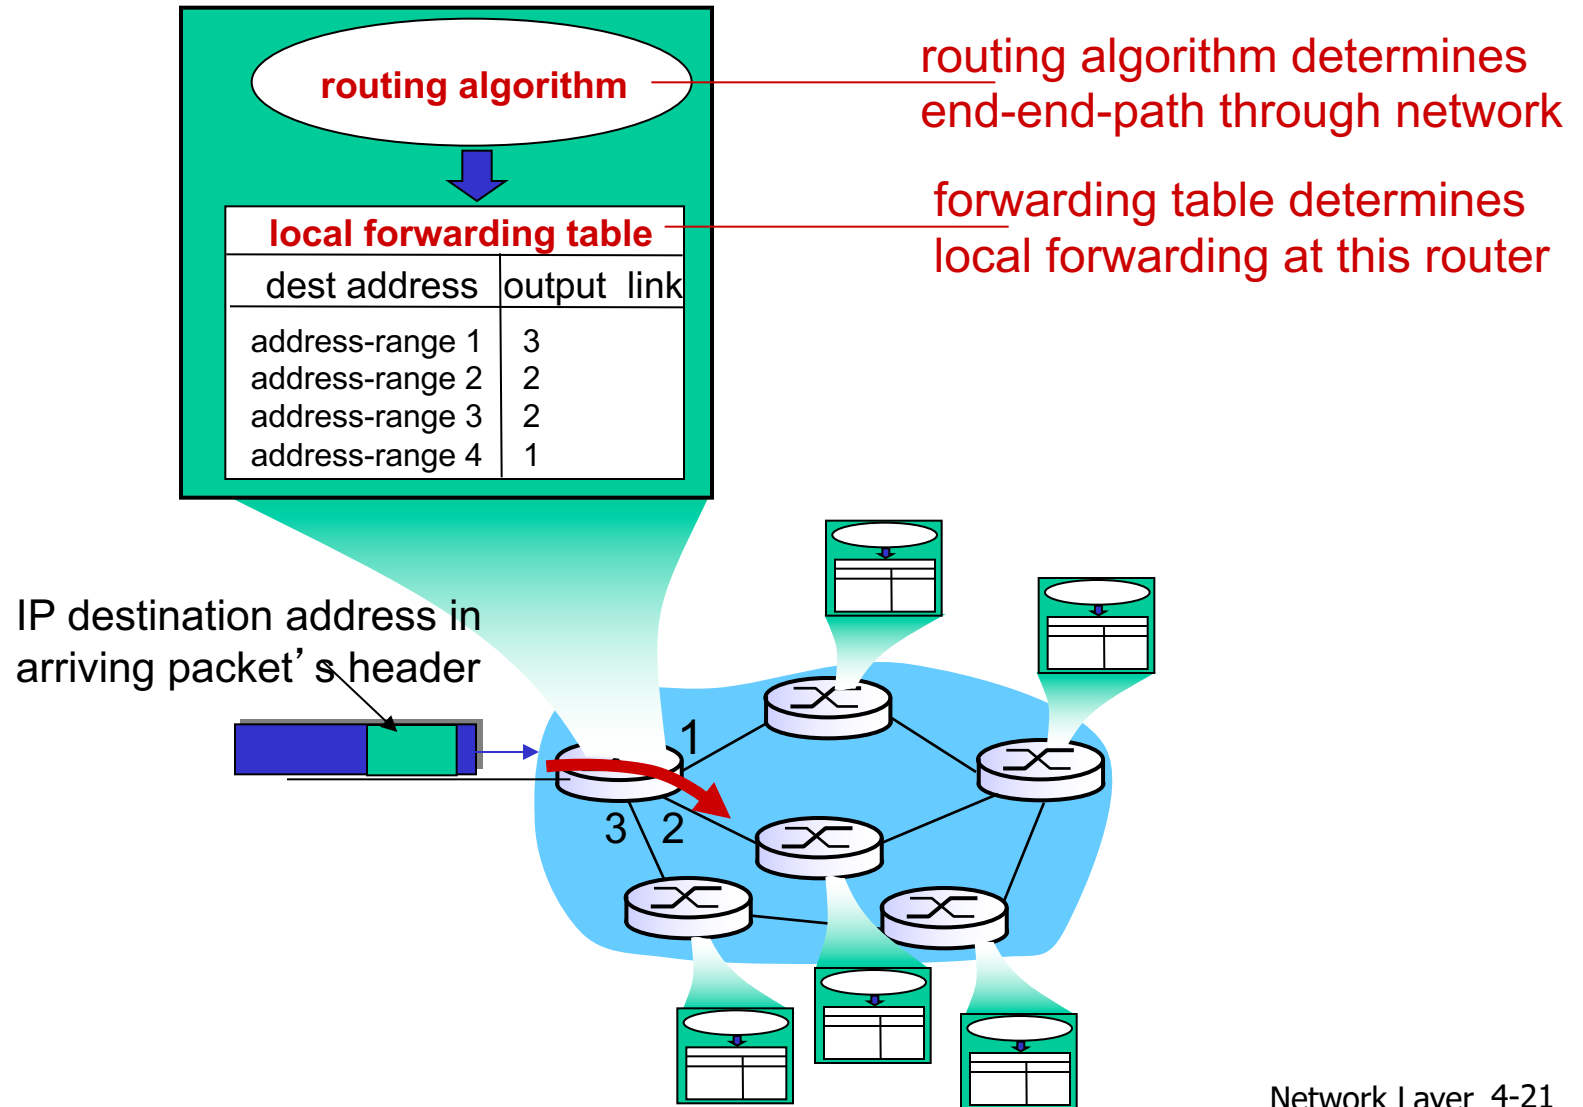 routing algorithm
routing algorithm determines
end-end-path through network
local forwarding table
forwarding table determines
local forwarding at this router
dest address output link
address-range 1 3
address-range 2 2
address-range 3 2
address-range 4 1
IP destination address in
arriving packet’s header
1
3 2
Network Layer 4-21